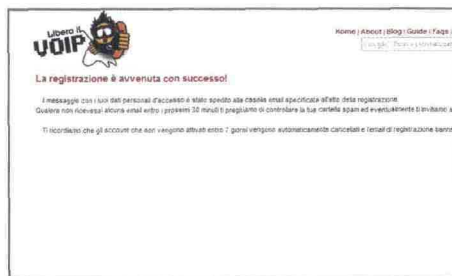 Libero il
VOIP
Home | About | Blog | Guide | Faqs |
La registrazione è avvenuta con successo!
Il messaggio con i tuoi dati personali d'accesso è stato spedito alla casella email specificata all'atto della registrazione.
Qualora non ricevessi alcuna email entro i prossimi 30 minuti ti preghiamo di controllare la tua cartella spam ed eventualmente ti invitiamo a
Ti ricordiamo che gli account che non vengono attivati entro 7 giorni vengono automaticamente cancellati e l'email di registrazione